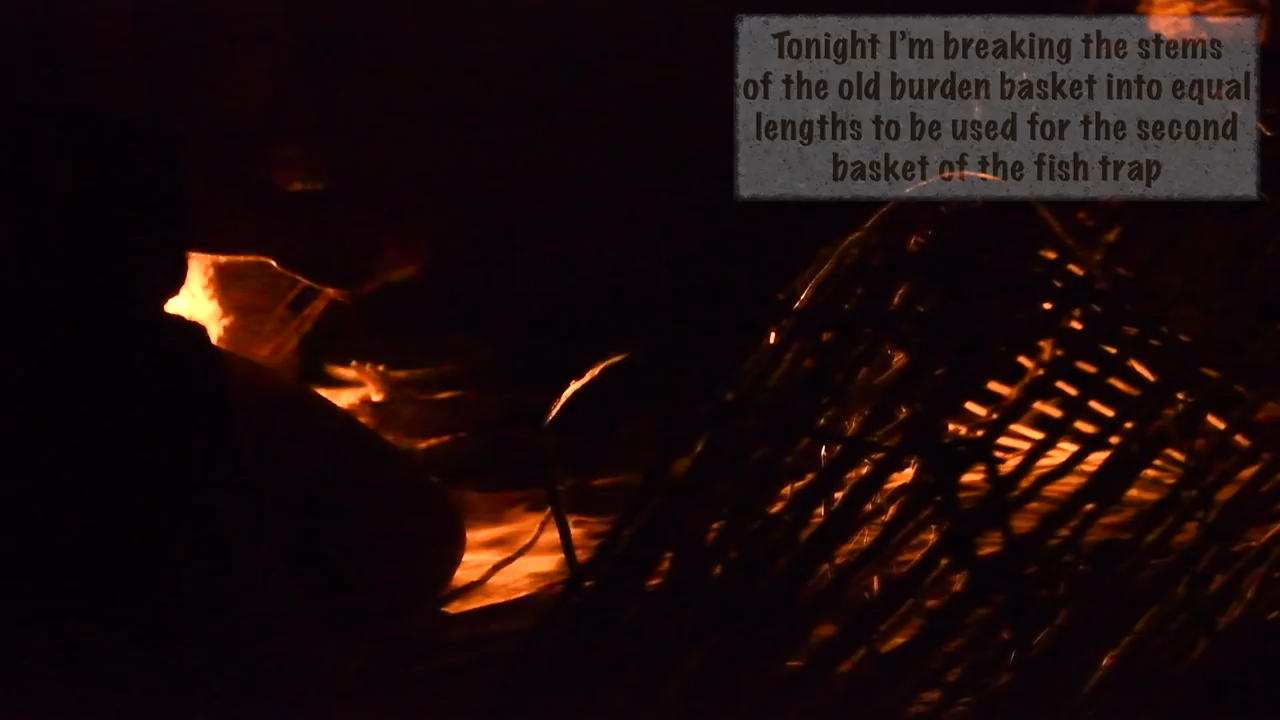 Tonight I'm breaking the stems
of the old burden basket into equal
lengths to be used for the second
basket of the fish trap